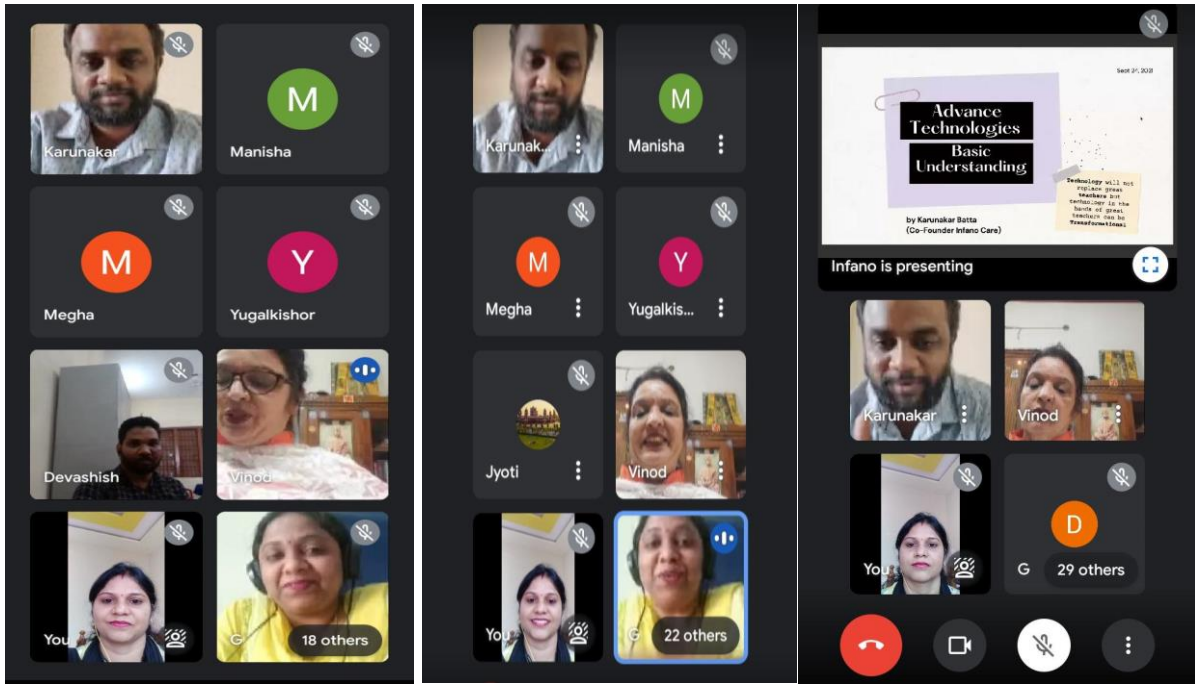 M
Karunakar
Manisha
M
Y
Megha
Yugalkishor
Devashish
Vinod
You
G
18 others
M
Karunak...
Manisha
M
Y
Megha
Yugalkis...
Jyoti
Vinod
You
G
22 others
Sept 24, 2021
Advance
Technologies
Basic
Understanding
Technology will not
replace great
teachers but
technology in the
hands of great
teachers can be
Transformational
by Karunakar Batta
(Co-Founder Infano Care)
Infano is presenting
Karunakar
Vinod
D
You
G
29 others